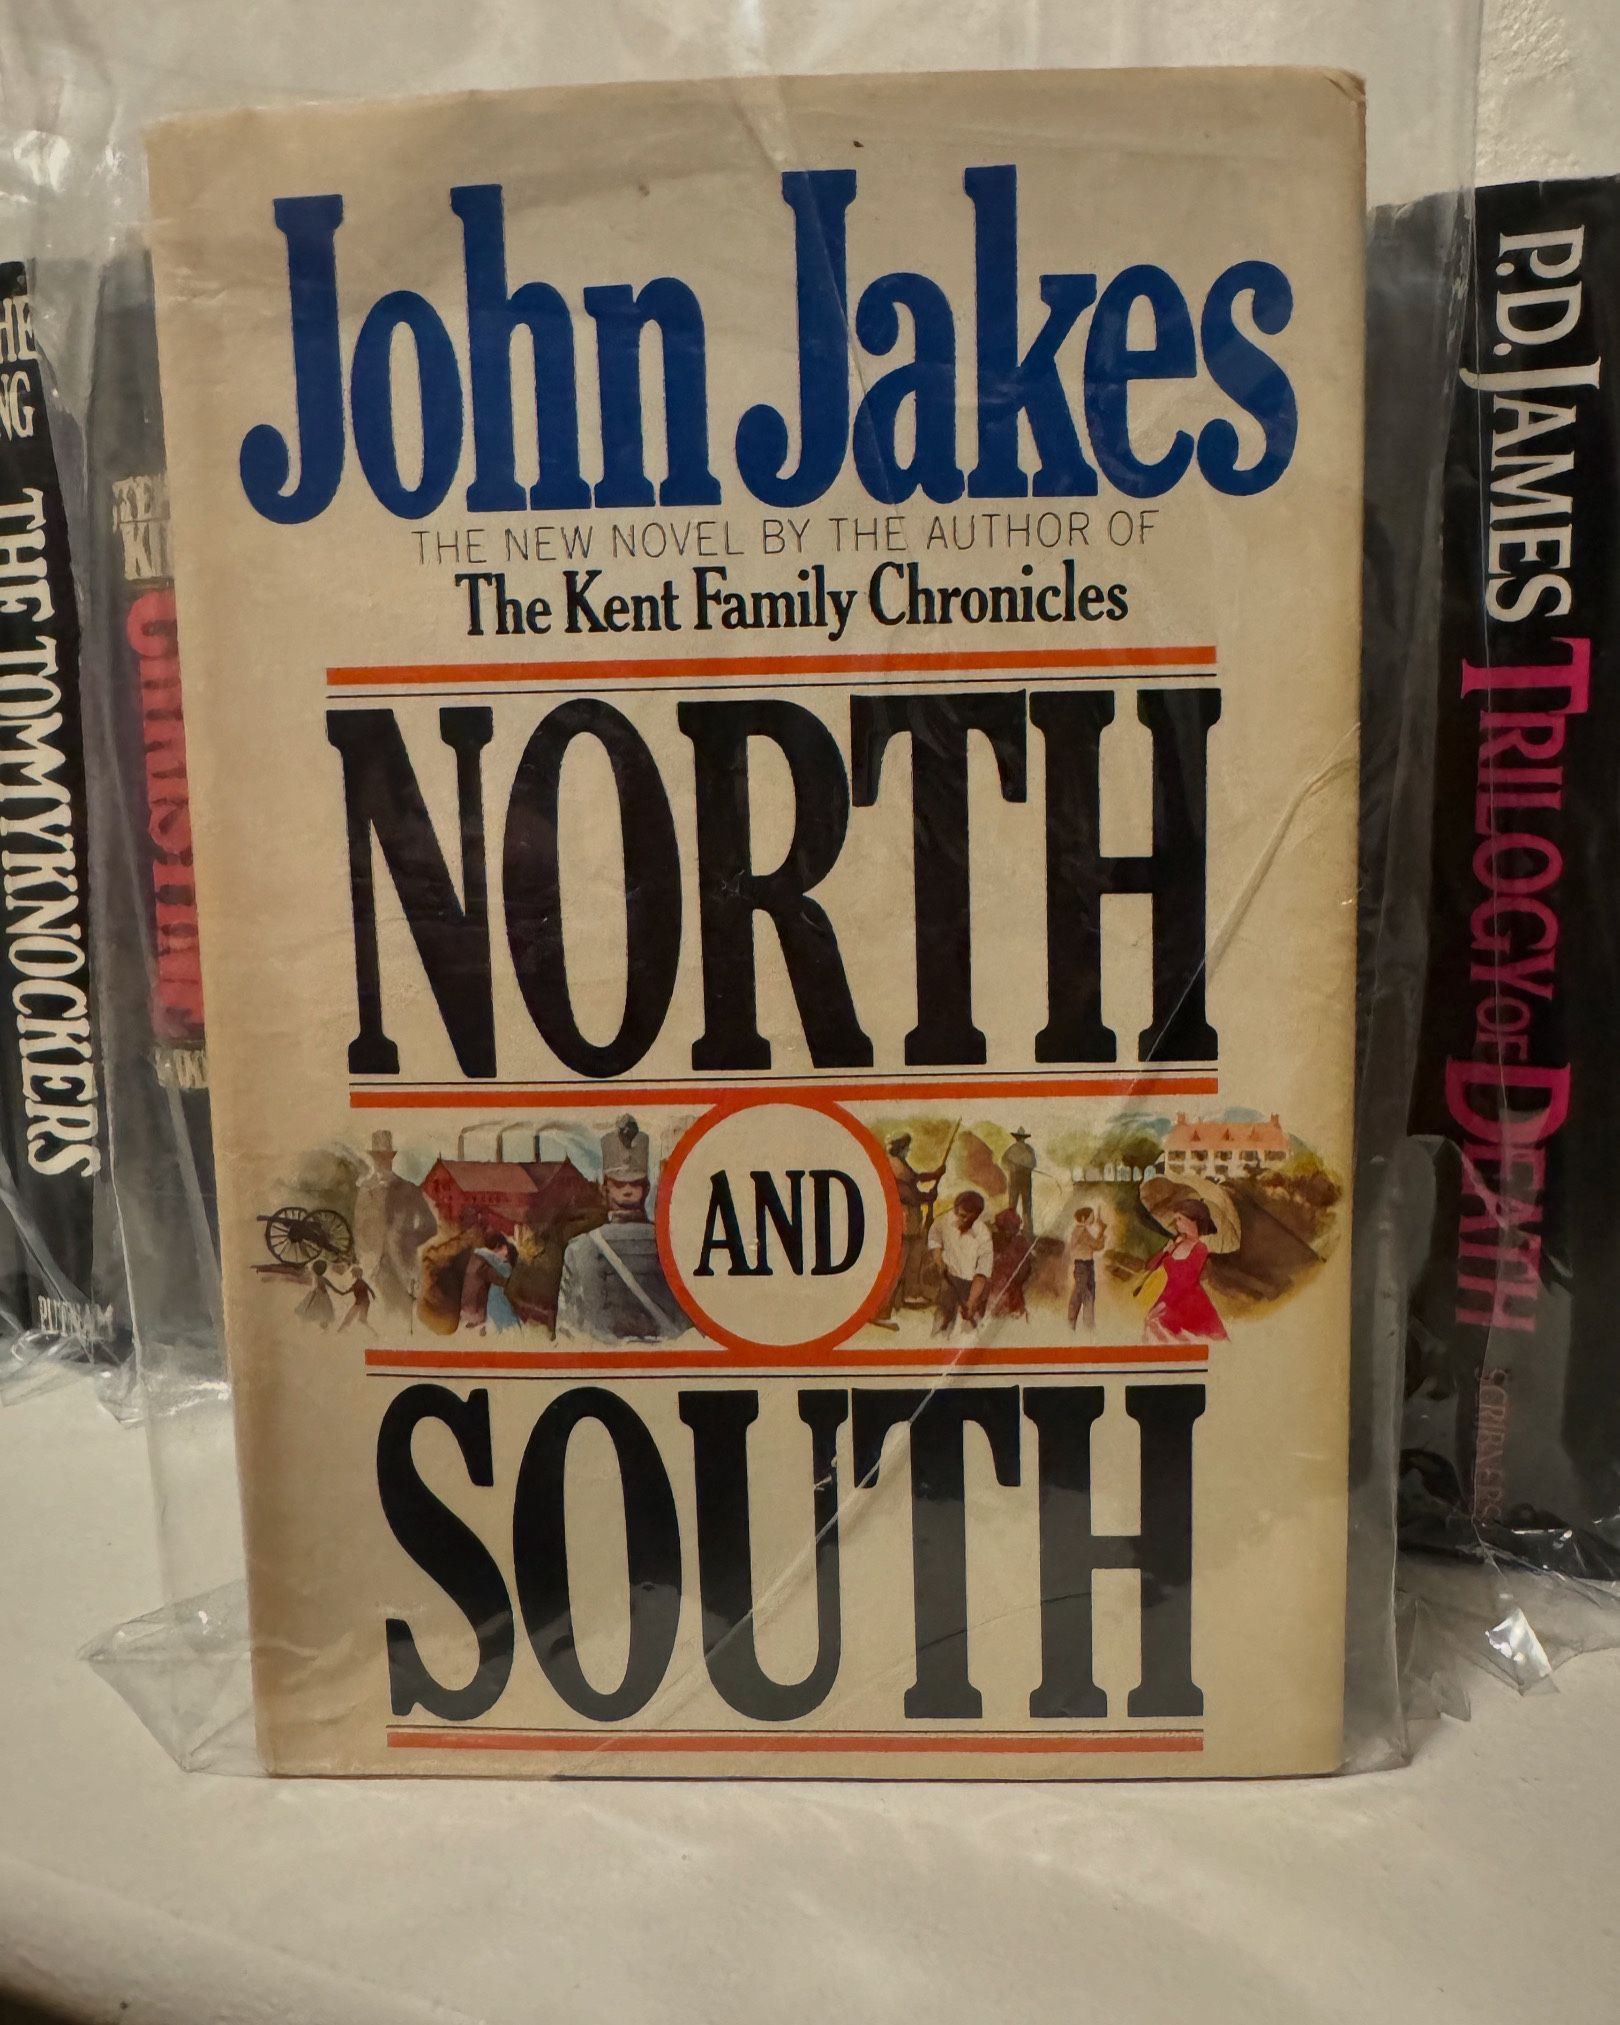 John Jakes
THE NEW NOVEL BY THE AUTHOR OF
The Kent Family Chronicles
NORTH
AND
SOUTH
THE TOMMYKNOCKERS
PUTNAM
P.D. JAMES TRILOGY OF DEATH
SCRIBNERS